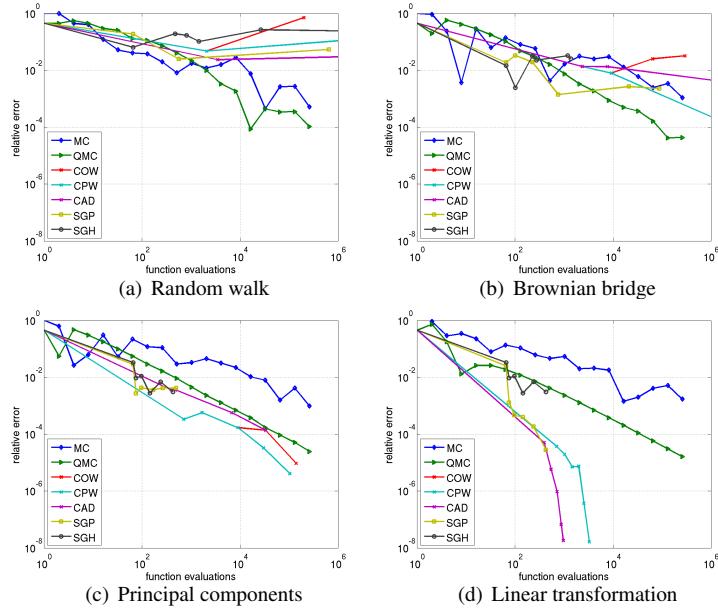 10^0
10^-2
10^-4
10^-6
10^-8
relative error
MC
QMC
COW
CPW
CAD
SGP
SGH
10^0 10^2 10^4 10^6
function evaluations
(a) Random walk
10^0
10^-2
10^-4
10^-6
10^-8
relative error
MC
QMC
COW
CPW
CAD
SGP
SGH
10^0 10^2 10^4 10^6
function evaluations
(b) Brownian bridge
10^0
10^-2
10^-4
10^-6
10^-8
relative error
MC
QMC
COW
CPW
CAD
SGP
SGH
10^0 10^2 10^4 10^6
function evaluations
(c) Principal components
10^0
10^-2
10^-4
10^-6
10^-8
relative error
MC
QMC
COW
CPW
CAD
SGP
SGH
10^0 10^2 10^4 10^6
function evaluations
(d) Linear transformation